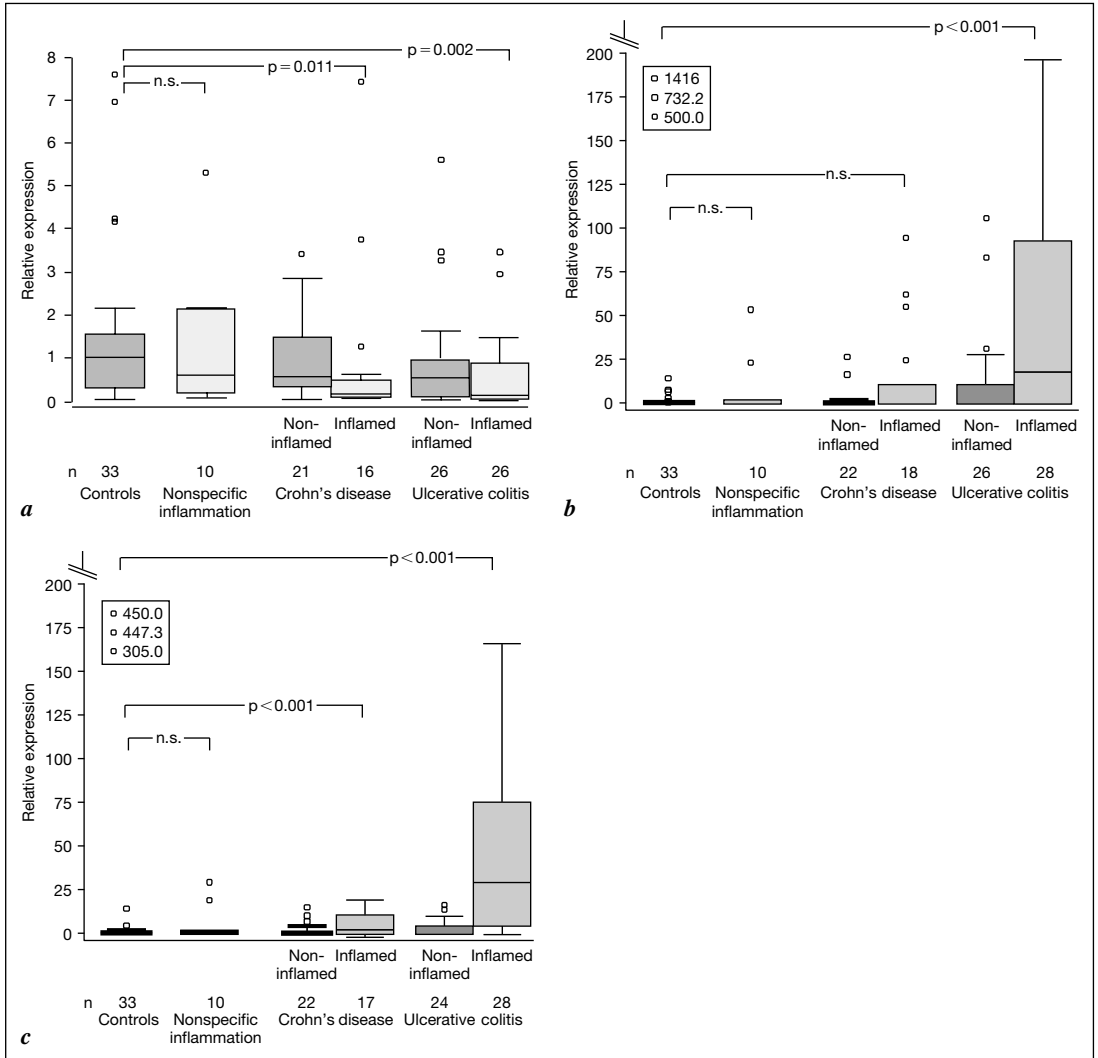 p=0.002
8
p=0.011
n.s.
7
6
5
4
3
2
1
0
Relative expression
Non-inflamed Inflamed Non-inflamed Inflamed
n 33 10 21 16 26 26
Controls Nonspecific inflammation Crohn's disease Ulcerative colitis
a
p<0.001
200
1416
732.2
500.0
175
150
125
n.s.
n.s.
100
75
50
25
0
Relative expression
Non-inflamed Inflamed Non-inflamed Inflamed
n 33 10 22 18 26 28
Controls Nonspecific inflammation Crohn's disease Ulcerative colitis
b
p<0.001
200
450.0
447.3
305.0
175
150
125
p<0.001
n.s.
100
75
50
25
0
Relative expression
Non-inflamed Inflamed Non-inflamed Inflamed
n 33 10 22 17 24 28
Controls Nonspecific inflammation Crohn's disease Ulcerative colitis
c